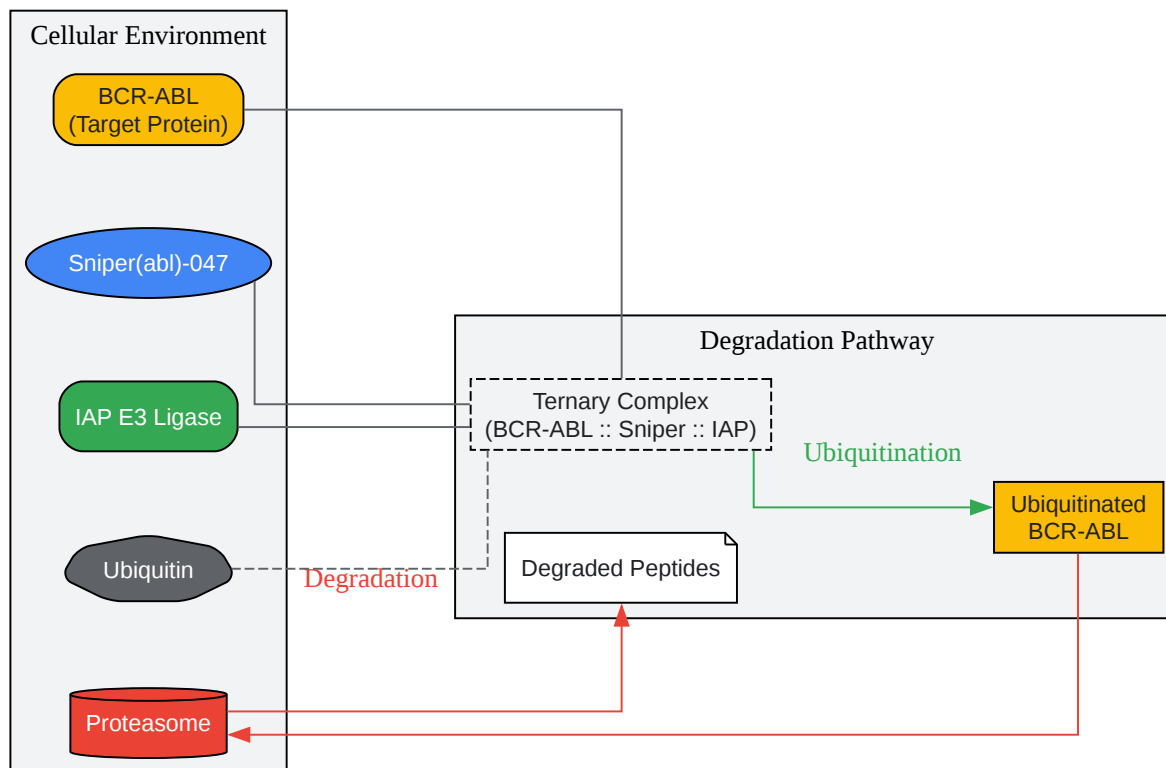 Cellular Environment
BCR-ABL
(Target Protein)
Sniper(abl)-047
IAP E3 Ligase
Ubiquitin
Proteasome
Degradation
Degradation Pathway
Ternary Complex
(BCR-ABL :: Sniper :: IAP)
Ubiquitination
Ubiquitinated
BCR-ABL
Degraded Peptides